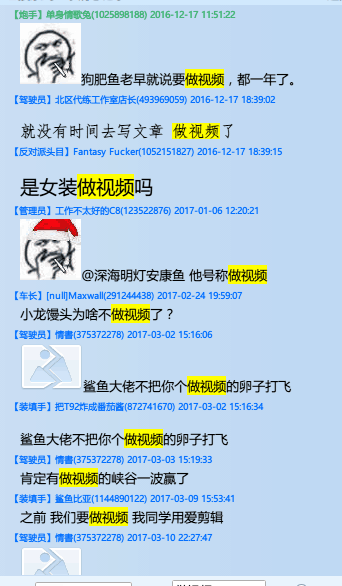 【炮手】单身情歌兔(1025898188) 2016-12-17 11:51:22
狗肥鱼老早就说要做视频，都一年了。
【驾驶员】北区代练工作室店长(493969059) 2016-12-17 18:39:02
就没有时间去写文章 做视频了
【反对派头目】Fantasy Fucker(1052151827) 2016-12-17 18:39:15
是女装做视频吗
【管理员】工作不太好的C8(123522876) 2017-01-06 12:20:21
@深海明灯安康鱼 他号称做视频
【车长】[null]Maxwall(291244438) 2017-02-24 19:59:07
小龙馒头为啥不做视频了？
【驾驶员】情書(375372278) 2017-03-02 15:16:06
鲨鱼大佬不把你个做视频的卵子打飞
【装填手】把T92炸成番茄酱(872741670) 2017-03-02 15:16:34
鲨鱼大佬不把你个做视频的卵子打飞
【驾驶员】情書(375372278) 2017-03-03 15:19:33
肯定有做视频的峡谷一波赢了
【装填手】鲨鱼比亚(1144890122) 2017-03-09 15:53:41
之前 我们要做视频 我同学用爱剪辑
【驾驶员】情書(375372278) 2017-03-10 22:27:47